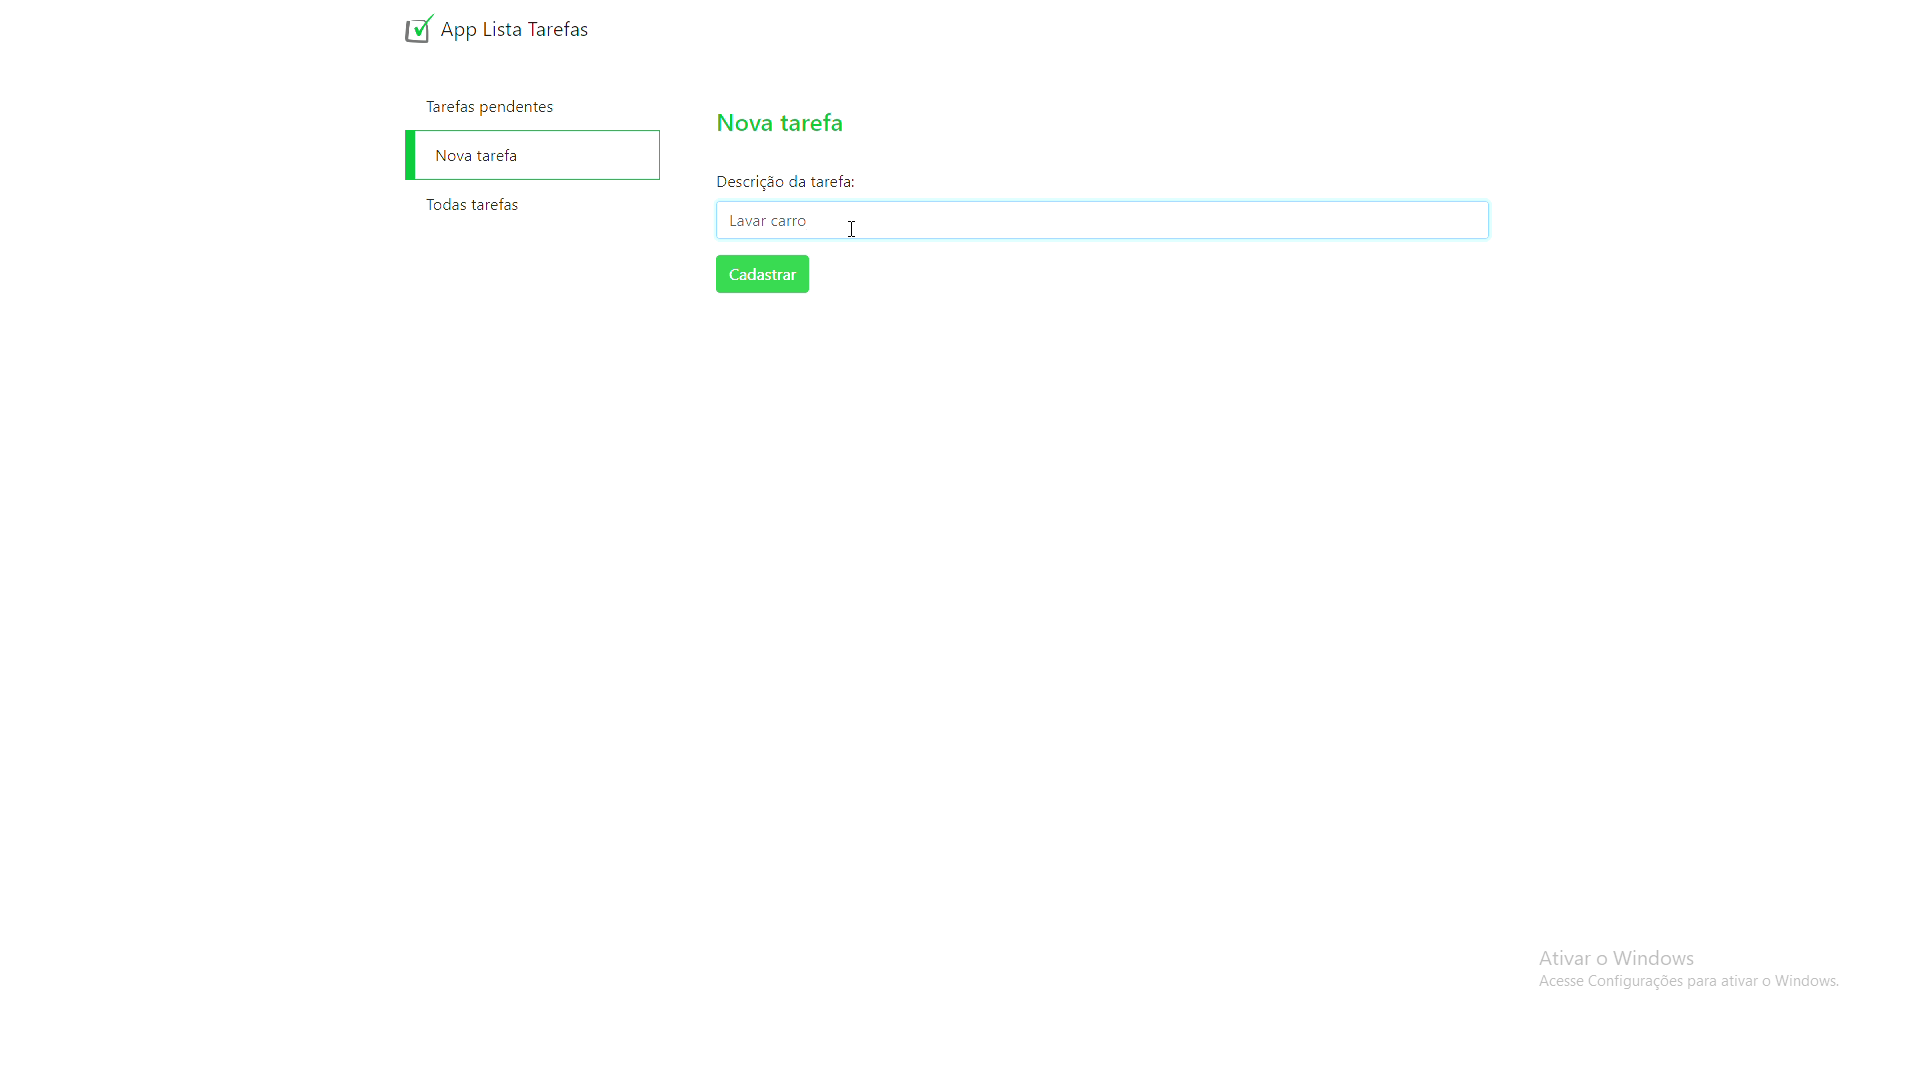 App Lista Tarefas
Tarefas pendentes
Nova tarefa
Todas tarefas
Nova tarefa
Descrição da tarefa:
Lavar carro
Cadastrar
Ativar o Windows
Acesse Configurações para ativar o Windows.